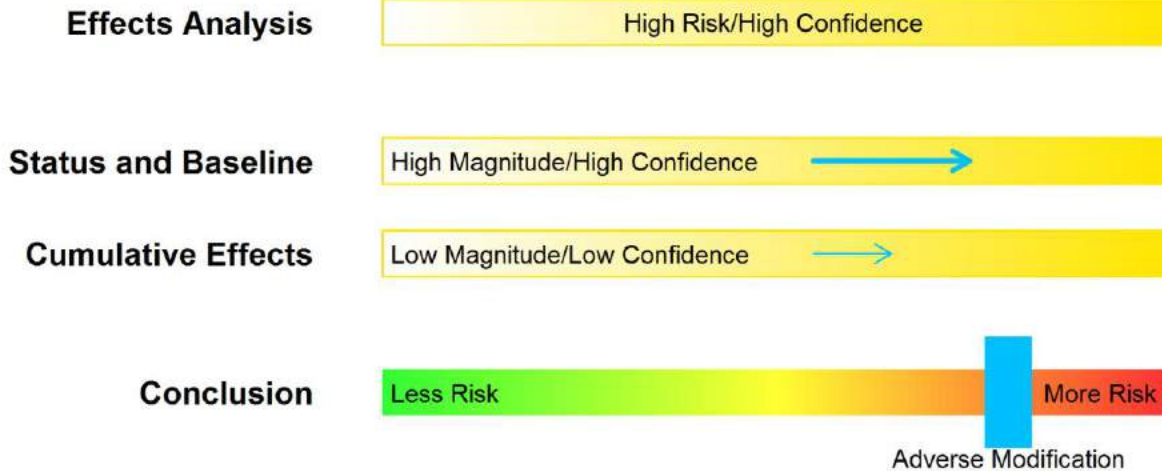 Effects Analysis
High Risk/High Confidence
Status and Baseline
High Magnitude/High Confidence
Cumulative Effects
Low Magnitude/Low Confidence
Conclusion
Less Risk
More Risk
Adverse Modification